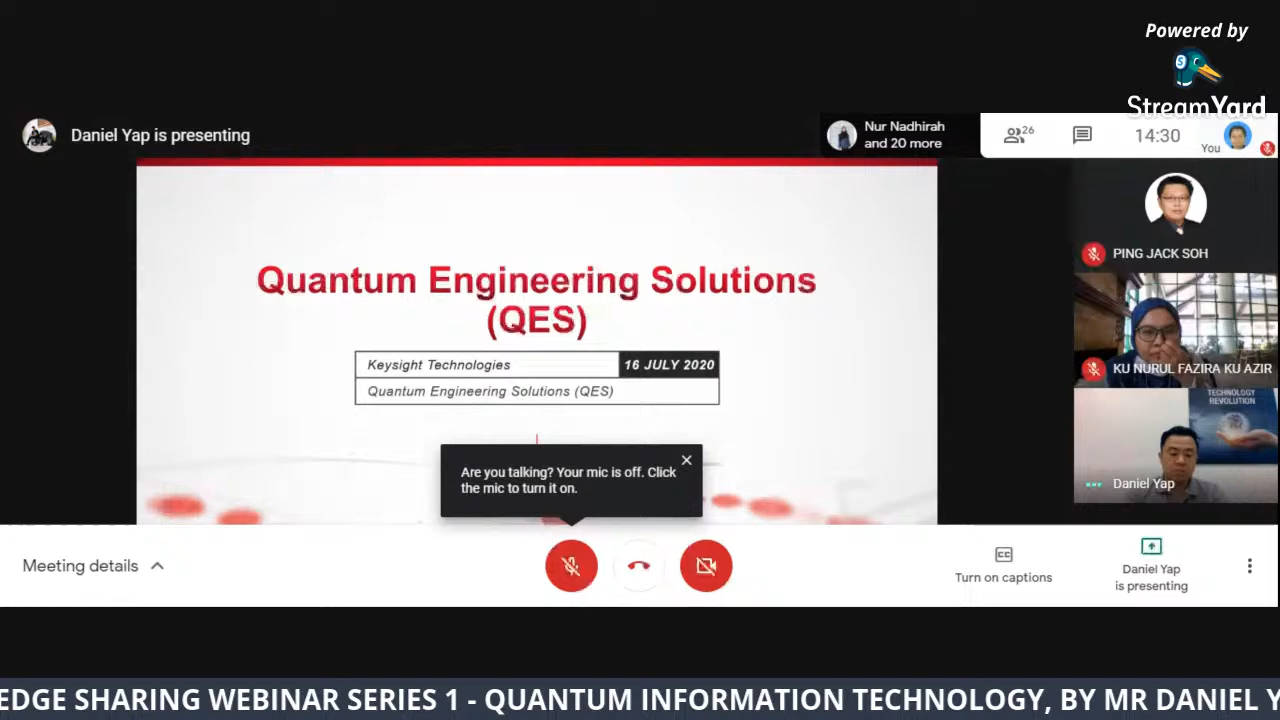 Powered by
StreamYard
Daniel Yap is presenting
Nur Nadhirah
and 20 more
26
14:30
You
PING JACK SOH
Quantum Engineering Solutions
(QES)
Keysight Technologies
16 JULY 2020
Quantum Engineering Solutions (QES)
KU NURUL FAZIRA KU AZIR
TECHNOLOGY
REVOLUTION
Daniel Yap
Are you talking? Your mic is off. Click
the mic to turn it on.
Meeting details
CC
Turn on captions
Daniel Yap
is presenting
EDGE SHARING WEBINAR SERIES 1 - QUANTUM INFORMATION TECHNOLOGY, BY MR DANIEL Y